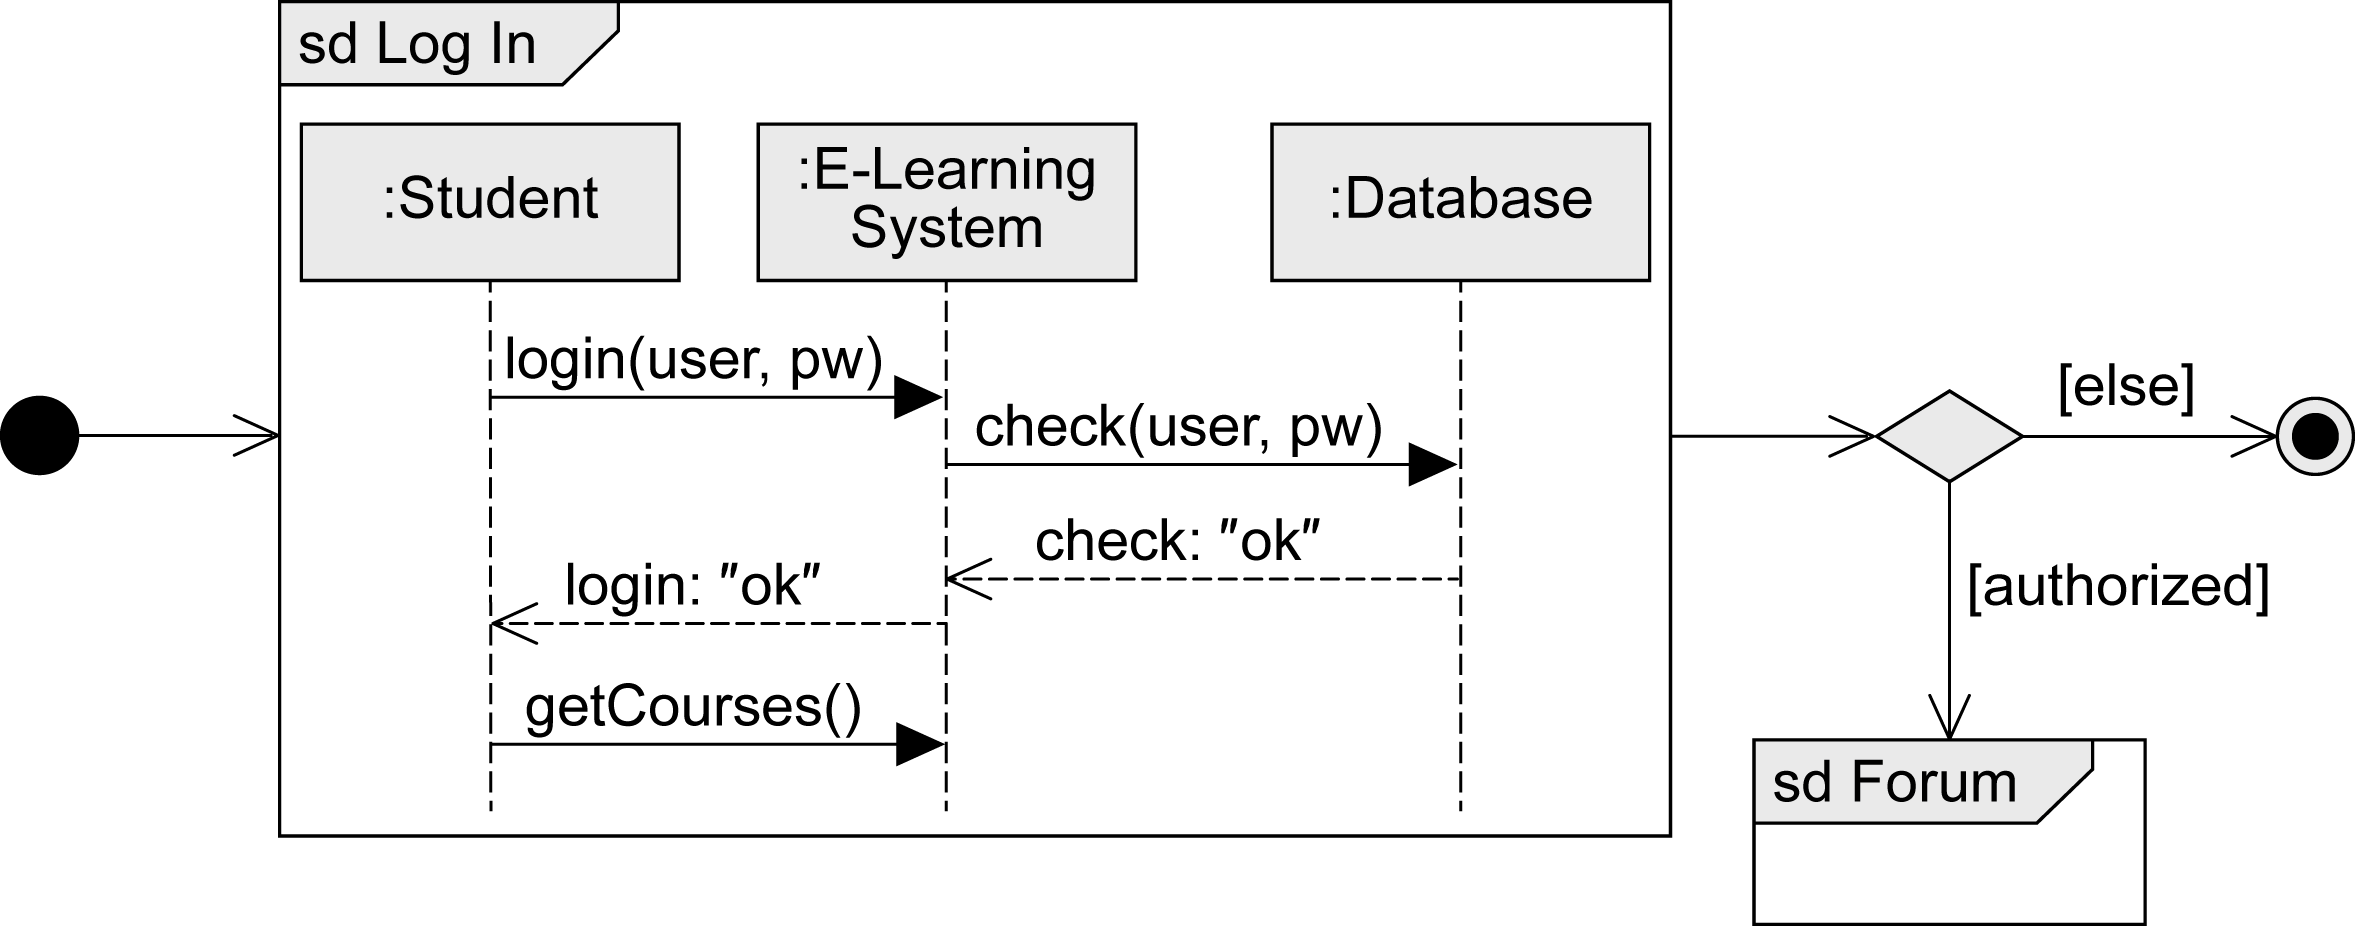 sd Log In
:Student
:E-Learning
System
:Database
login(user, pw)
check(user, pw)
check: "ok"
login: "ok"
getCourses()
[else]
[authorized]
sd Forum